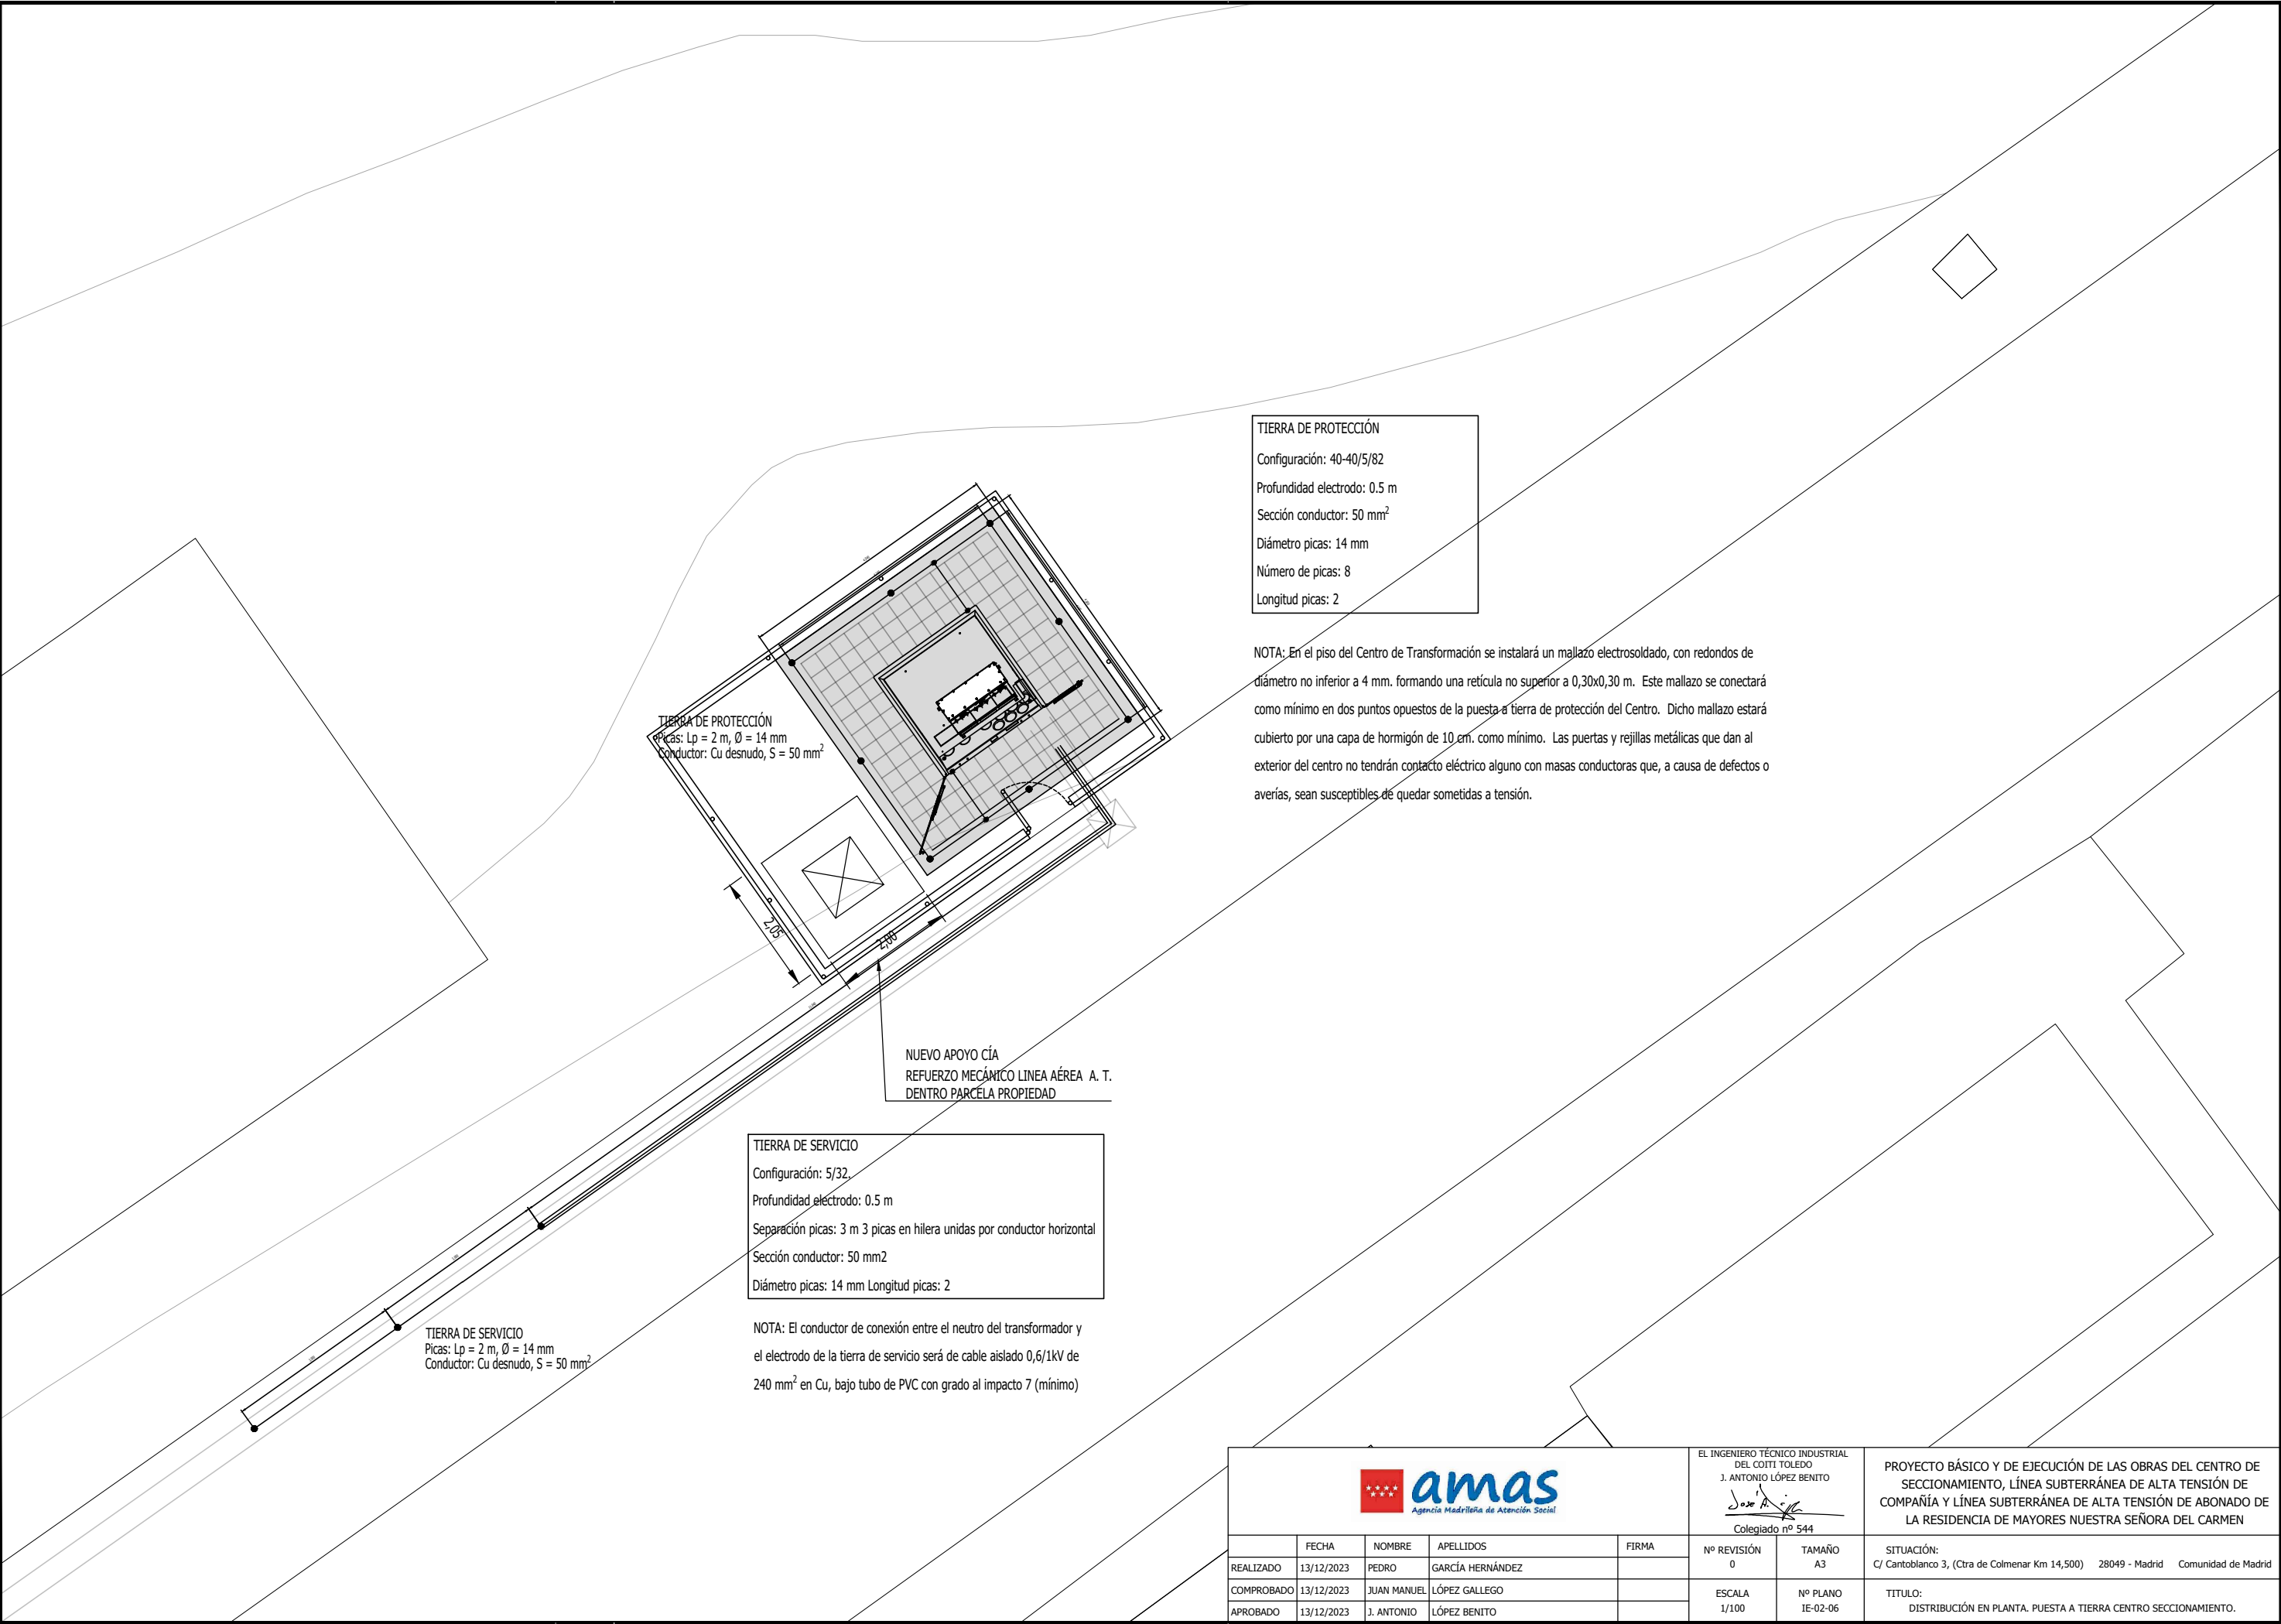 TIERRA DE PROTECCIÓN
Configuración: 40-40/5/82
Profundidad electrodo: 0.5 m
Sección conductor: 50 mm²
Diámetro picas: 14 mm
Número de picas: 8
Longitud picas: 2
NOTA: En el piso del Centro de Transformación se instalará un mallazo electrosoldado, con redondos de
diámetro no inferior a 4 mm. formando una retícula no superior a 0,30x0,30 m. Este mallazo se conectará
como mínimo en dos puntos opuestos de la puesta a tierra de protección del Centro. Dicho mallazo estará
cubierto por una capa de hormigón de 10 cm. como mínimo. Las puertas y rejillas metálicas que dan al
exterior del centro no tendrán contacto eléctrico alguno con masas conductoras que, a causa de defectos o
averías, sean susceptibles de quedar sometidas a tensión.
TIERRA DE PROTECCIÓN
Picas: Lp = 2 m, Ø = 14 mm
Conductor: Cu desnudo, S = 50 mm²
2,05
2,00
NUEVO APOYO CÍA
REFUERZO MECÁNICO LINEA AÉREA A. T.
DENTRO PARCELA PROPIEDAD
TIERRA DE SERVICIO
Configuración: 5/32.
Profundidad electrodo: 0.5 m
Separación picas: 3 m 3 picas en hilera unidas por conductor horizontal
Sección conductor: 50 mm2
Diámetro picas: 14 mm Longitud picas: 2
NOTA: El conductor de conexión entre el neutro del transformador y
el electrodo de la tierra de servicio será de cable aislado 0,6/1kV de
240 mm² en Cu, bajo tubo de PVC con grado al impacto 7 (mínimo)
TIERRA DE SERVICIO
Picas: Lp = 2 m, Ø = 14 mm
Conductor: Cu desnudo, S = 50 mm²
amas
Agencia Madrileña de Atención Social
EL INGENIERO TÉCNICO INDUSTRIAL
DEL COITI TOLEDO
J. ANTONIO LÓPEZ BENITO
Colegiado nº 544
PROYECTO BÁSICO Y DE EJECUCIÓN DE LAS OBRAS DEL CENTRO DE
SECCIONAMIENTO, LÍNEA SUBTERRÁNEA DE ALTA TENSIÓN DE
COMPAÑÍA Y LÍNEA SUBTERRÁNEA DE ALTA TENSIÓN DE ABONADO DE
LA RESIDENCIA DE MAYORES NUESTRA SEÑORA DEL CARMEN
FECHA NOMBRE APELLIDOS FIRMA
REALIZADO 13/12/2023 PEDRO GARCÍA HERNÁNDEZ
COMPROBADO 13/12/2023 JUAN MANUEL LÓPEZ GALLEGO
APROBADO 13/12/2023 J. ANTONIO LÓPEZ BENITO
Nº REVISIÓN
0
TAMAÑO
A3
ESCALA
1/100
Nº PLANO
IE-02-06
SITUACIÓN:
C/ Cantoblanco 3, (Ctra de Colmenar Km 14,500) 28049 - Madrid Comunidad de Madrid
TITULO:
DISTRIBUCIÓN EN PLANTA. PUESTA A TIERRA CENTRO SECCIONAMIENTO.